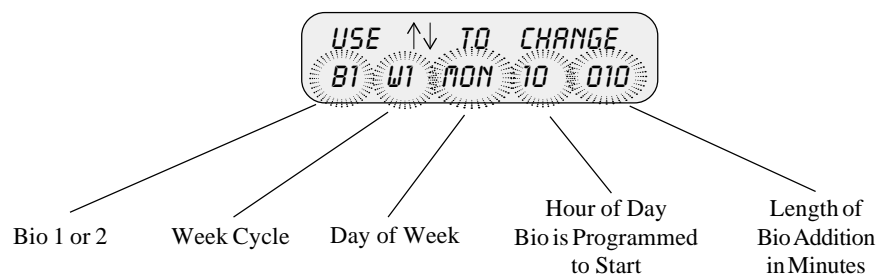 USE ↑↓ TO CHANGE
B1 W1 MON 10 010
Bio 1 or 2
Week Cycle
Day of Week
Hour of Day
Bio is Programmed
to Start
Length of
Bio Addition
in Minutes